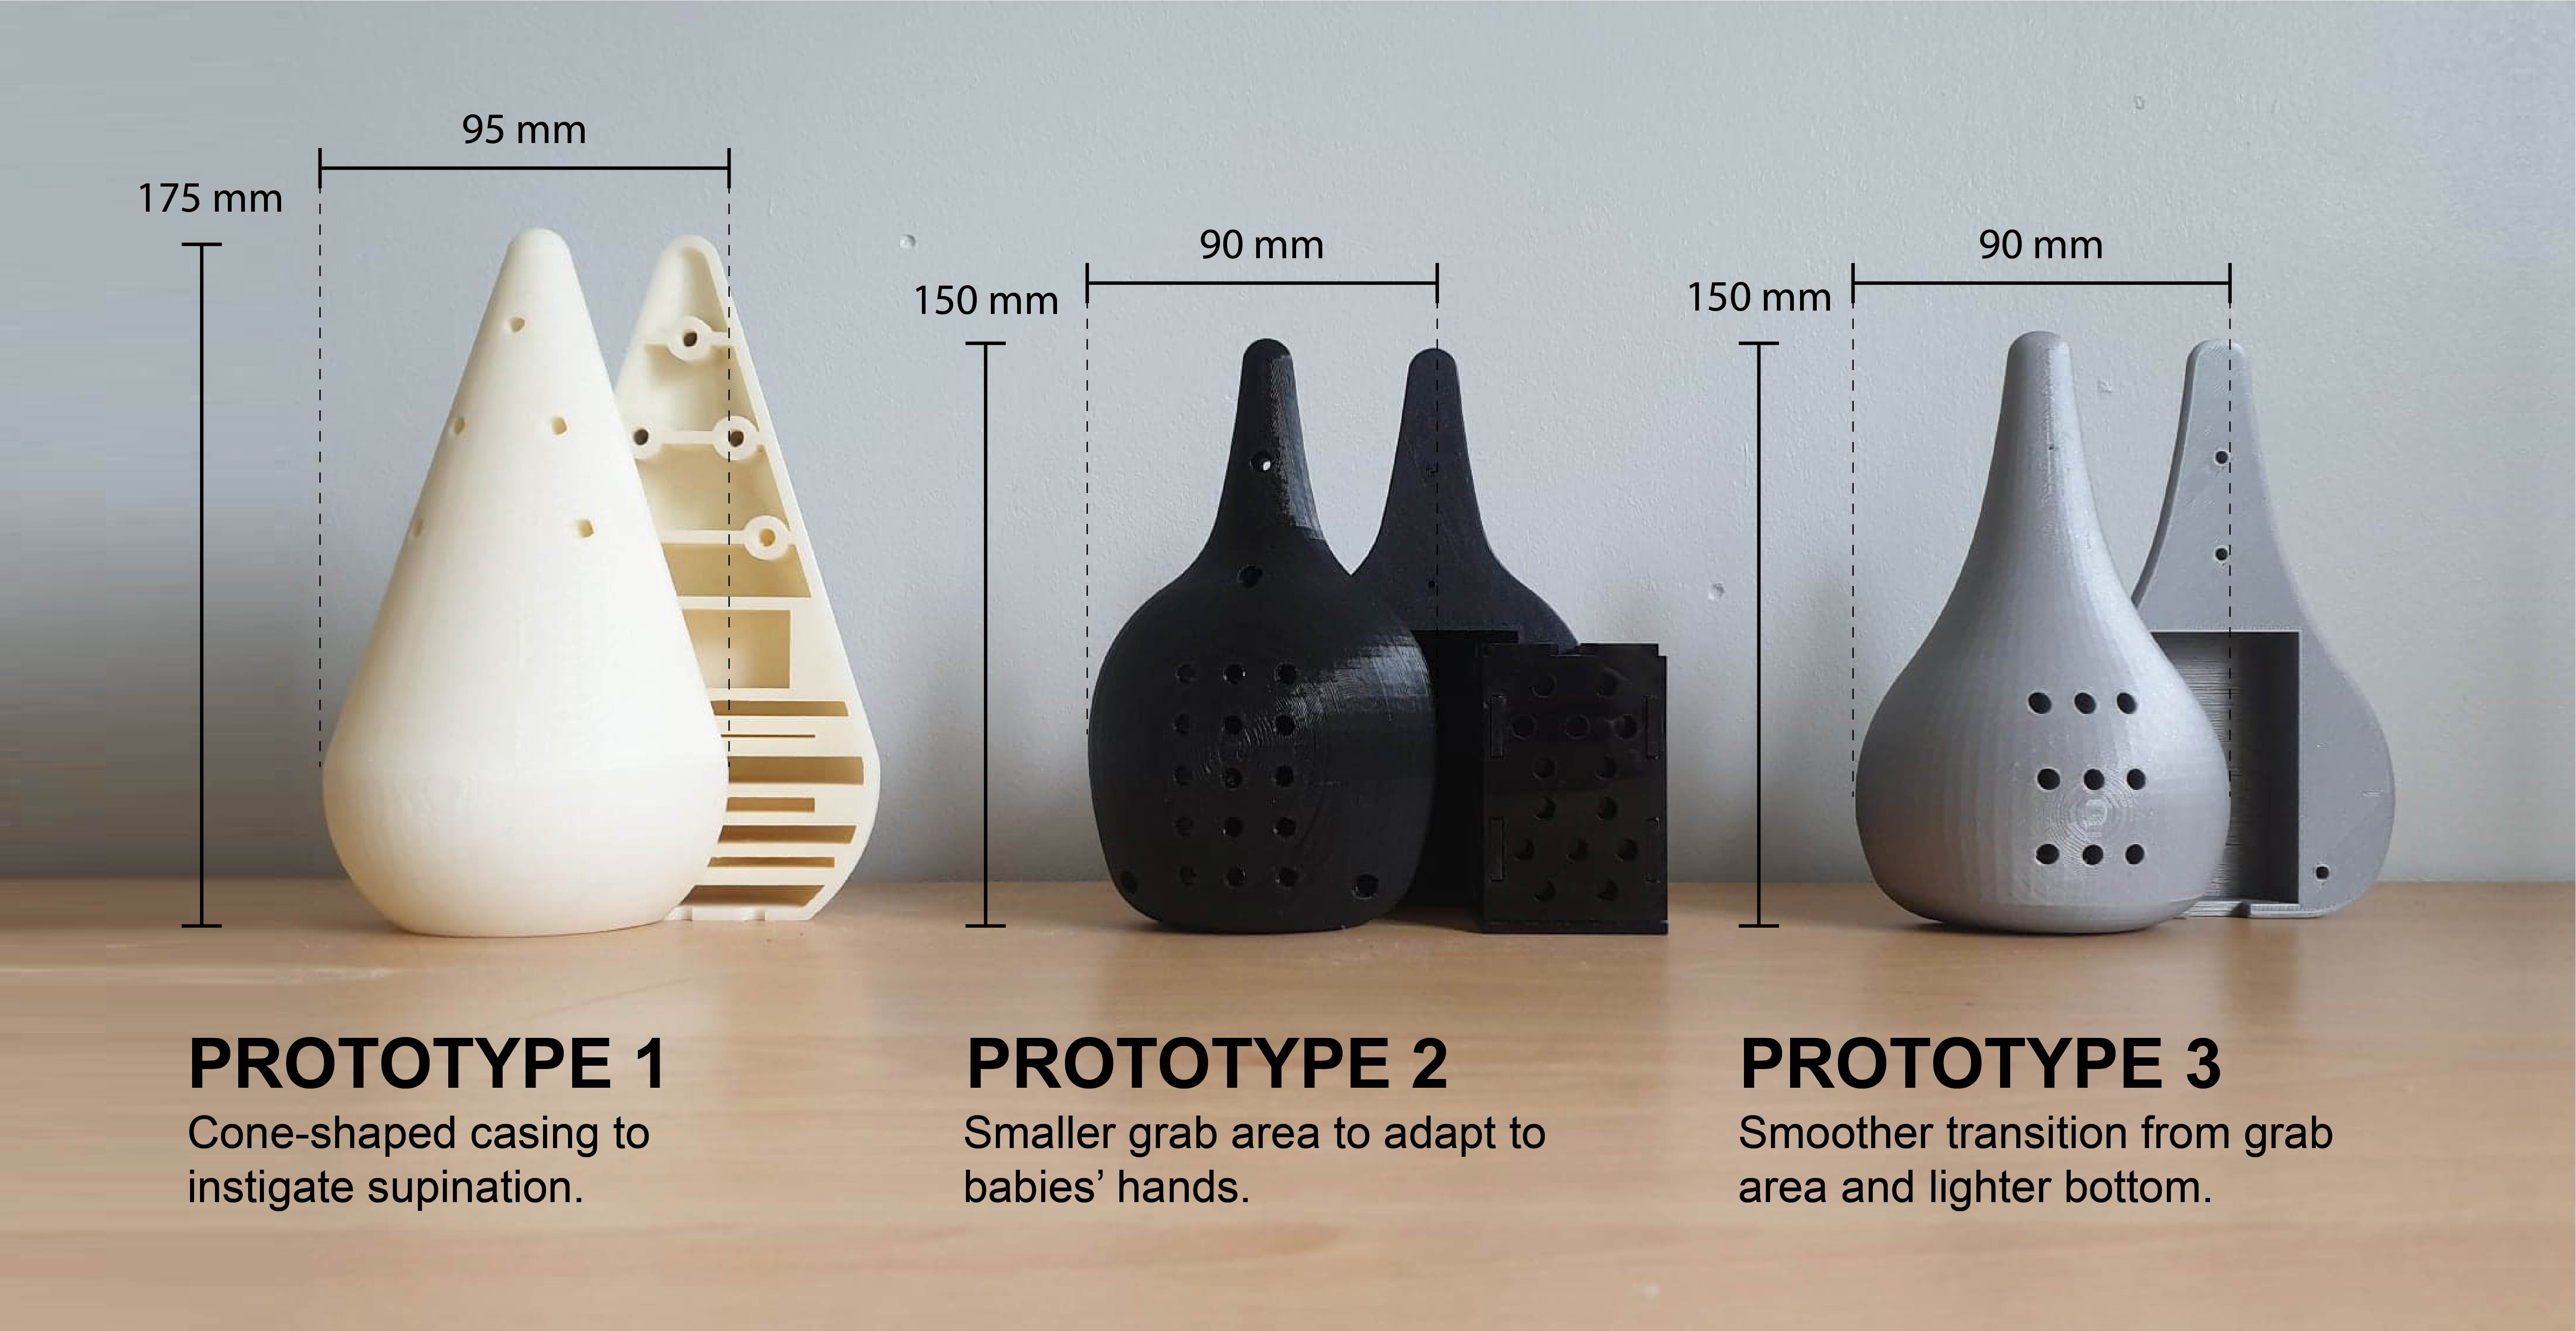 95 mm
175 mm
90 mm
150 mm
90 mm
150 mm
PROTOTYPE 1
Cone-shaped casing to
instigate supination.
PROTOTYPE 2
Smaller grab area to adapt to
babies’ hands.
PROTOTYPE 3
Smoother transition from grab
area and lighter bottom.